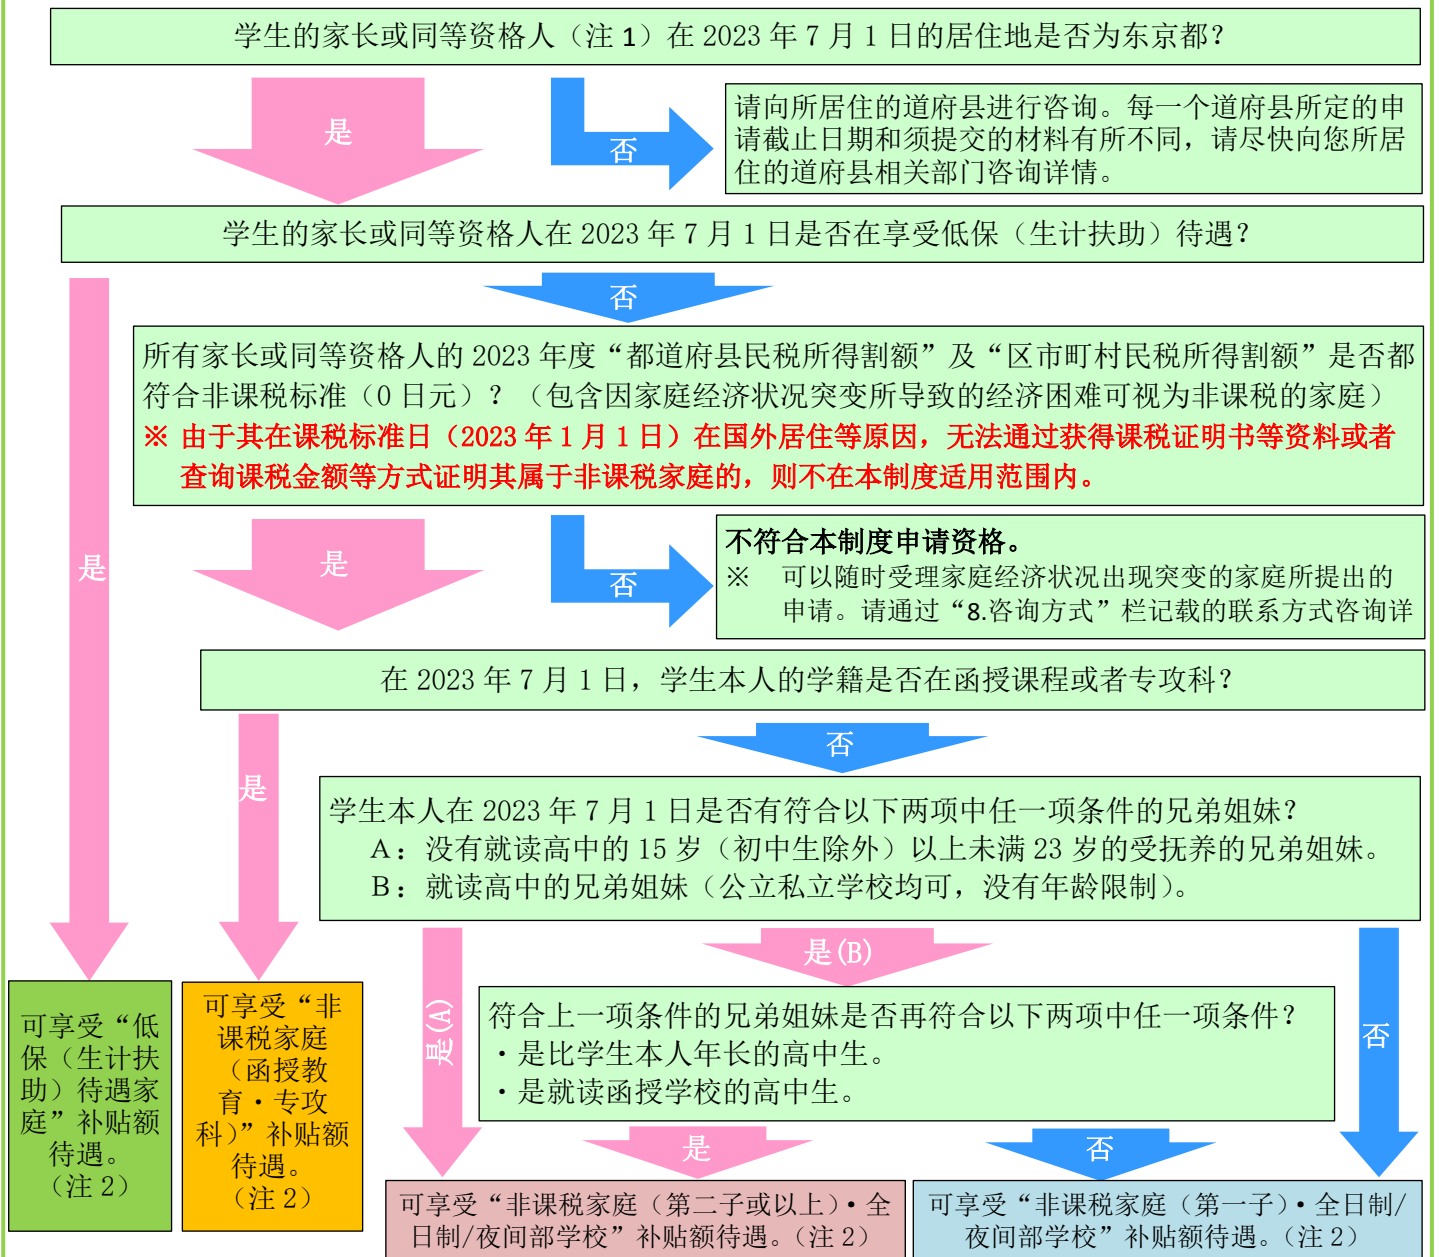 学生的家长或同等资格人（注 1）在 2023 年 7 月 1 日的居住地是否为东京都？
是
否
请向所居住的道府县进行咨询。每一个道府县所定的申
请截止日期和须提交的材料有所不同，请尽快向您所居
住的道府县相关部门咨询详情。
学生的家长或同等资格人在 2023 年 7 月 1 日是否在享受低保（生计扶助）待遇？
是
否
所有家长或同等资格人的 2023 年度“都道府县民税所得割额”及“区市町村民税所得割额”是否都
符合非课税标准（0 日元）？（包含因家庭经济状况突变所导致的经济困难可视为非课税的家庭）
※ 由于其在课税标准日（2023 年 1 月 1 日）在国外居住等原因，无法通过获得课税证明书等资料或者
查询课税金额等方式证明其属于非课税家庭的，则不在本制度适用范围内。
是
否
不符合本制度申请资格。
※ 可以随时受理家庭经济状况出现突变的家庭所提出的
申请。请通过“8.咨询方式”栏记载的联系方式咨询详
在 2023 年 7 月 1 日，学生本人的学籍是否在函授课程或者专攻科？
是
否
学生本人在 2023 年 7 月 1 日是否有符合以下两项中任一项条件的兄弟姐妹？
Ａ：没有就读高中的 15 岁（初中生除外）以上未满 23 岁的受抚养的兄弟姐妹。
Ｂ：就读高中的兄弟姐妹（公立私立学校均可，没有年龄限制）。
是(A)
是(B)
否
符合上一项条件的兄弟姐妹是否再符合以下两项中任一项条件？
・是比学生本人年长的高中生。
・是就读函授学校的高中生。
是
否
可享受“低
保（生计扶
助）待遇家
庭”补贴额
待遇。
（注 2）
可享受“非
课税家庭
（函授教
育・专攻
科)”补贴额
待遇。
（注 2）
可享受“非课税家庭（第二子或以上）・全
日制/夜间部学校”补贴额待遇。（注 2）
可享受“非课税家庭（第一子）・全日制/
夜间部学校”补贴额待遇。（注 2）